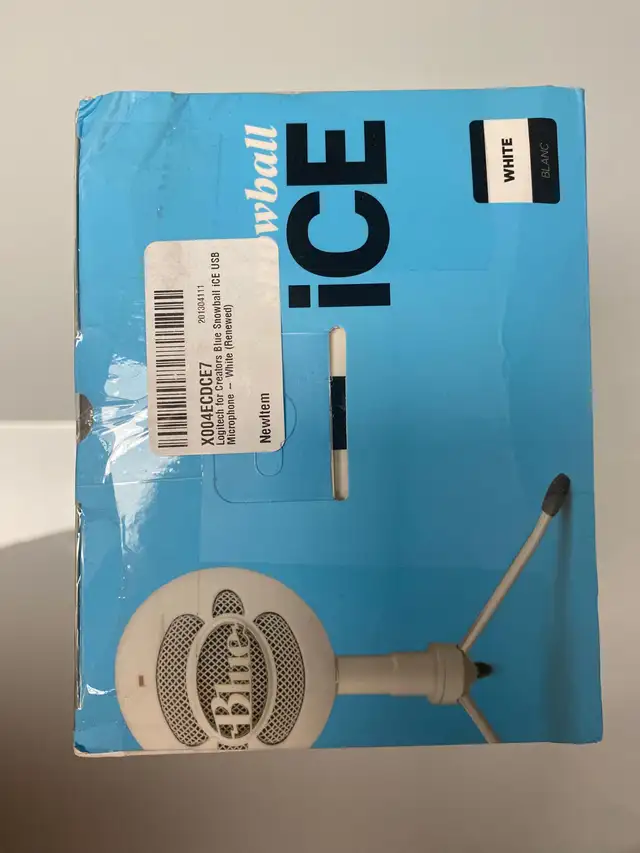 wball
iCE
WHITE
BLANC
201304111
X004ECDCE7
Logitech for Creators Blue Snowball iCE USB
Microphone -- White (Renewed)
NewItem
Blue